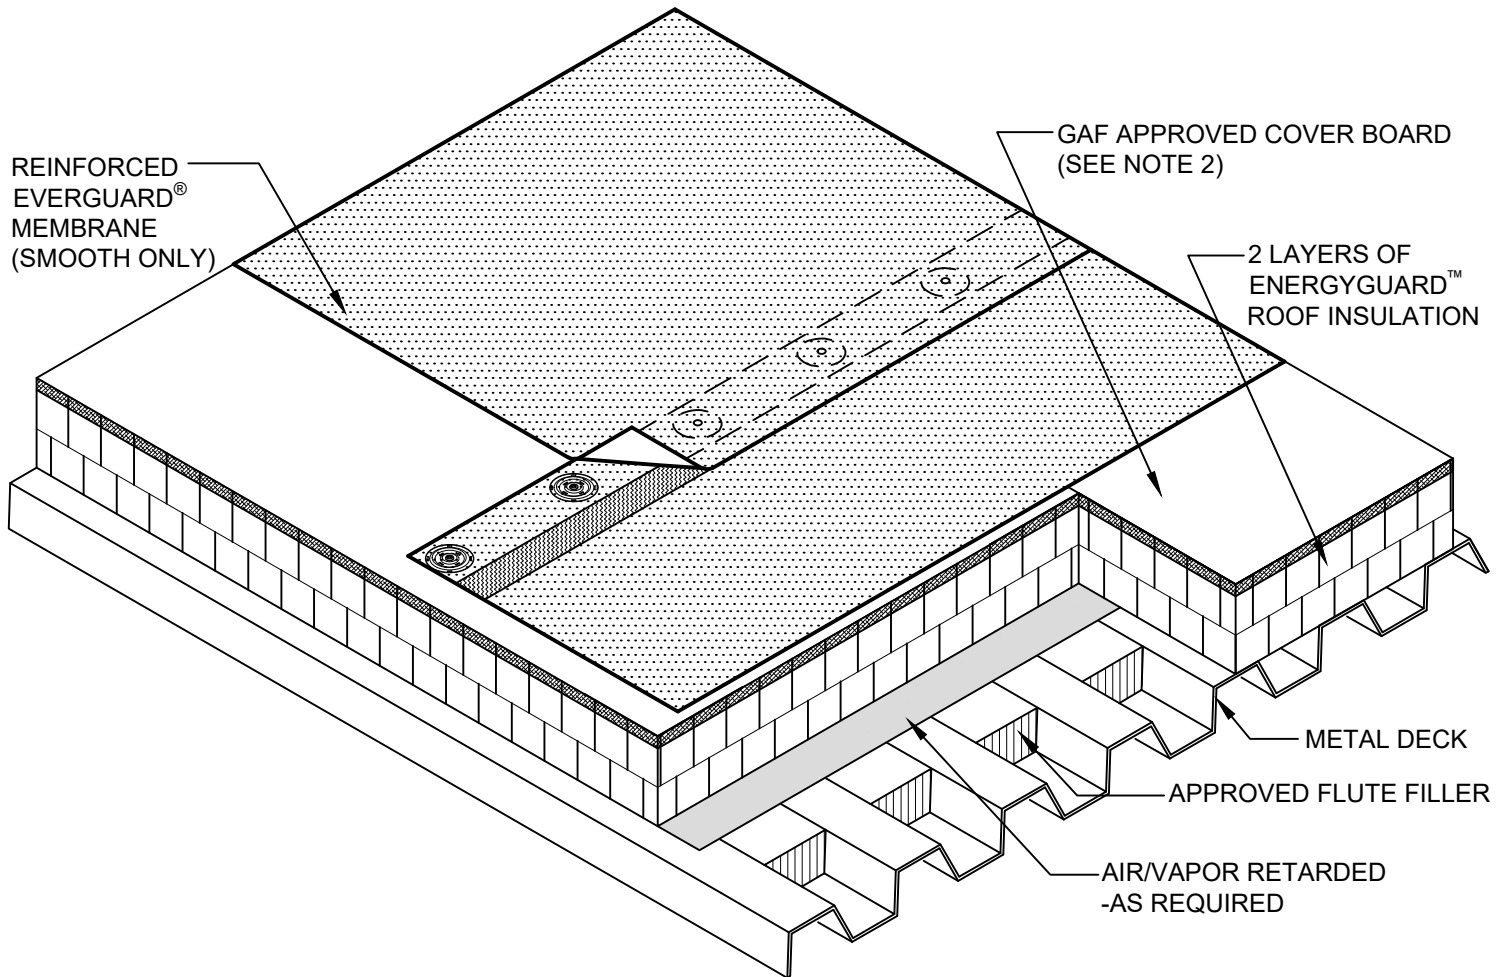 REINFORCED
EVERGUARD®
MEMBRANE
(SMOOTH ONLY)
GAF APPROVED COVER BOARD
(SEE NOTE 2)
2 LAYERS OF
ENERGYGUARD™
ROOF INSULATION
METAL DECK
APPROVED FLUTE FILLER
AIR/VAPOR RETARDED
-AS REQUIRED